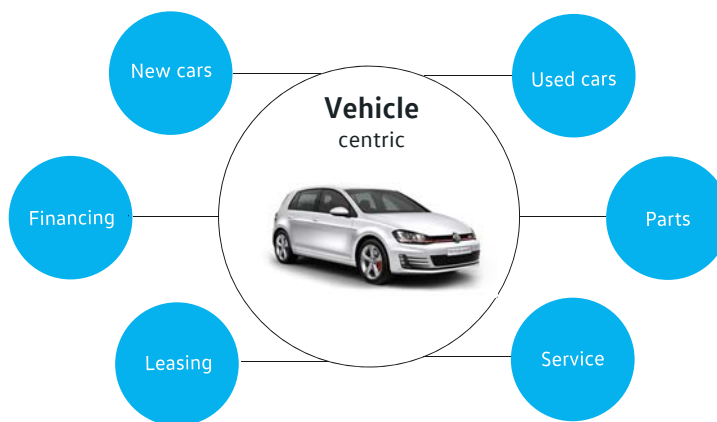 New cars
Vehicle
centric
Used cars
Financing
Parts
Leasing
Service